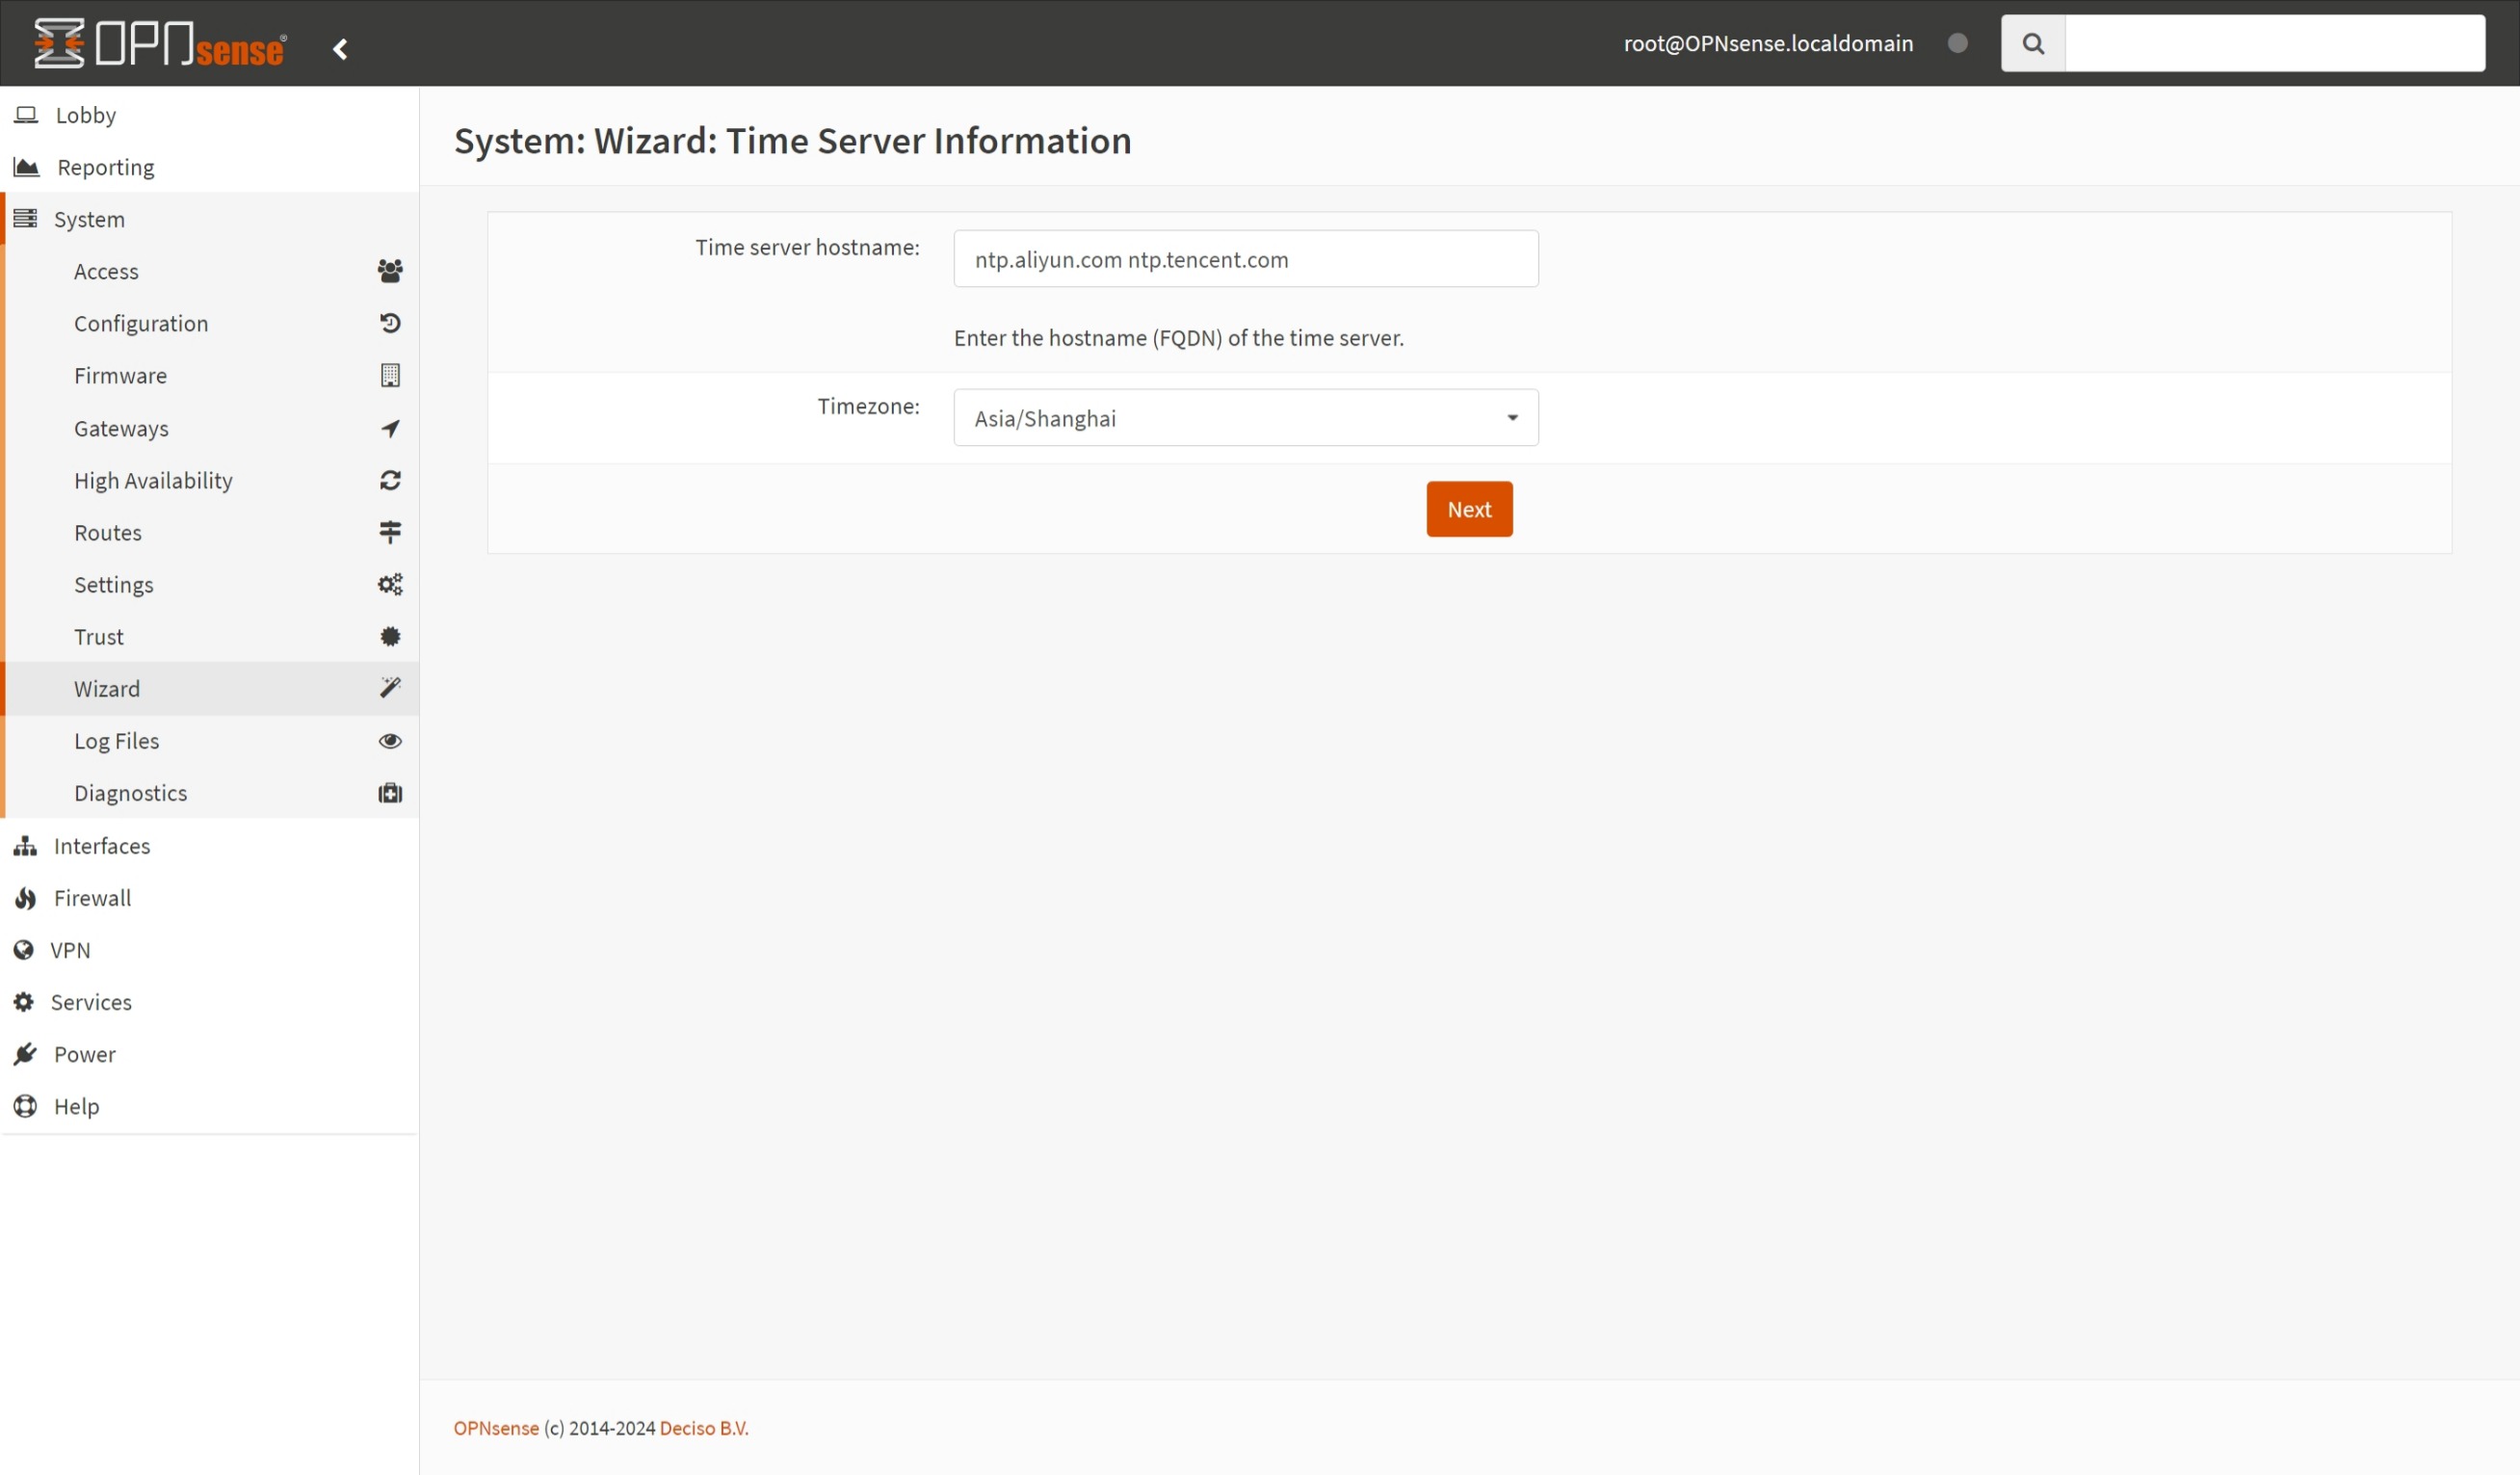 OPNsense®
root@OPNsense.localdomain
Lobby
Reporting
System
Access
Configuration
Firmware
Gateways
High Availability
Routes
Settings
Trust
Wizard
Log Files
Diagnostics
Interfaces
Firewall
VPN
Services
Power
Help
System: Wizard: Time Server Information
Time server hostname:
ntp.aliyun.com ntp.tencent.com
Enter the hostname (FQDN) of the time server.
Timezone:
Asia/Shanghai
Next
OPNsense (c) 2014-2024 Deciso B.V.